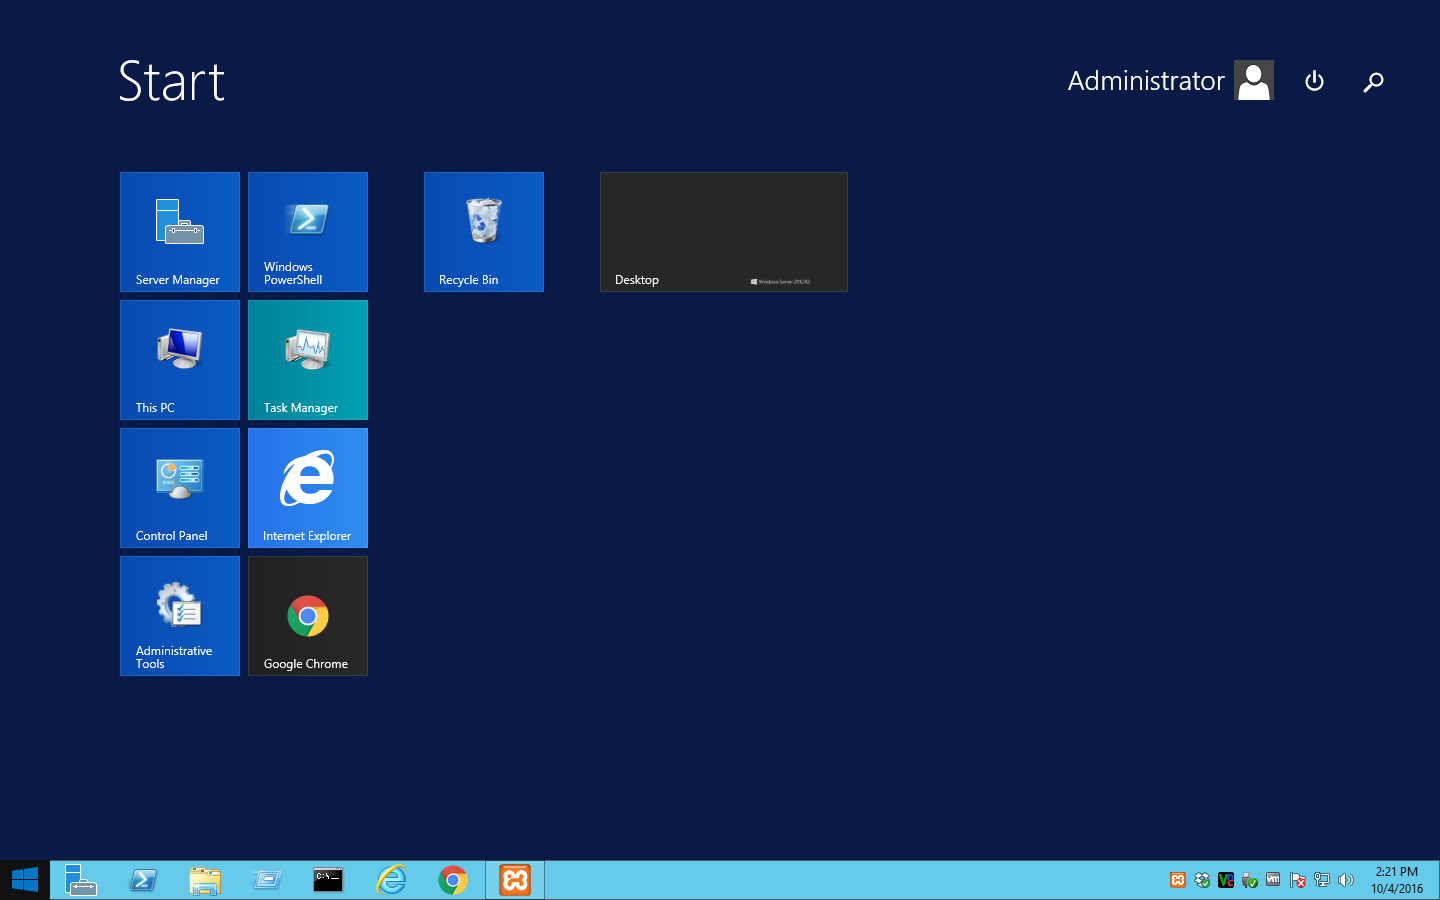 Start
Administrator
Server Manager
Windows
PowerShell
Recycle Bin
Desktop
Windows Server 2012 R2
This PC
Task Manager
Control Panel
Internet Explorer
Administrative
Tools
Google Chrome
C:\._
vm
2:21 PM
10/4/2016